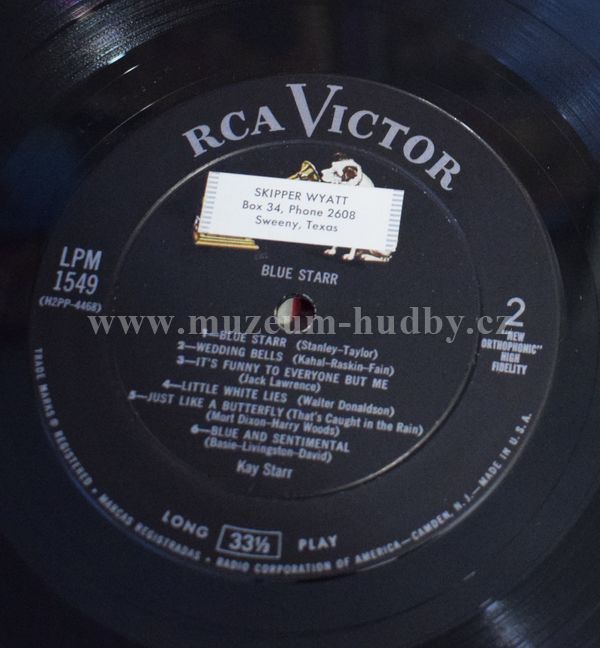 RCA VICTOR
SKIPPER WYATT
Box 34, Phone 2608
Sweeny, Texas
BLUE STARR
LPM
1549
(H2PP-4468)
2
"NEW
ORTHOPHONIC"
HIGH
FIDELITY
www.muzeum-hudby.cz
1—BLUE STARR (Stanley-Taylor)
2—WEDDING BELLS (Kahal-Raskin-Fain)
3—IT'S FUNNY TO EVERYONE BUT ME
(Jack Lawrence)
4—LITTLE WHITE LIES (Walter Donaldson)
5—JUST LIKE A BUTTERFLY (That's Caught in the Rain)
(Mort Dixon-Harry Woods)
6—BLUE AND SENTIMENTAL
(Basie-Livingston-David)
Kay Starr
LONG 33⅓ PLAY
TRADE MARKS ® REGISTERED • MARCAS REGISTRADAS • RADIO CORPORATION OF AMERICA—CAMDEN, N. J.—MADE IN U.S.A.